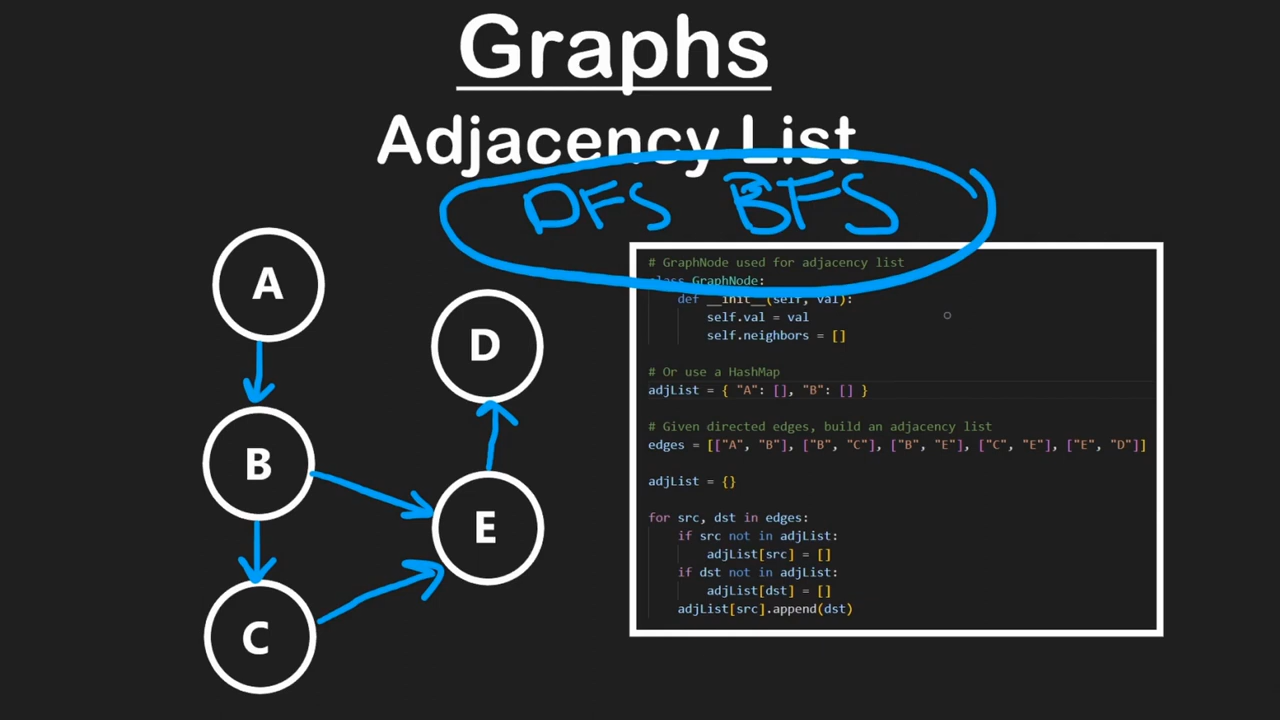 Graphs
Adjacency List
DFS BFS
A
B
C
D
E
# GraphNode used for adjacency list
class GraphNode:
def __init__(self, val):
self.val = val
self.neighbors = []
# Or use a HashMap
adjList = { "A": [], "B": [] }
# Given directed edges, build an adjacency list
edges = [["A", "B"], ["B", "C"], ["B", "E"], ["C", "E"], ["E", "D"]]
adjList = {}
for src, dst in edges:
if src not in adjList:
adjList[src] = []
if dst not in adjList:
adjList[dst] = []
adjList[src].append(dst)